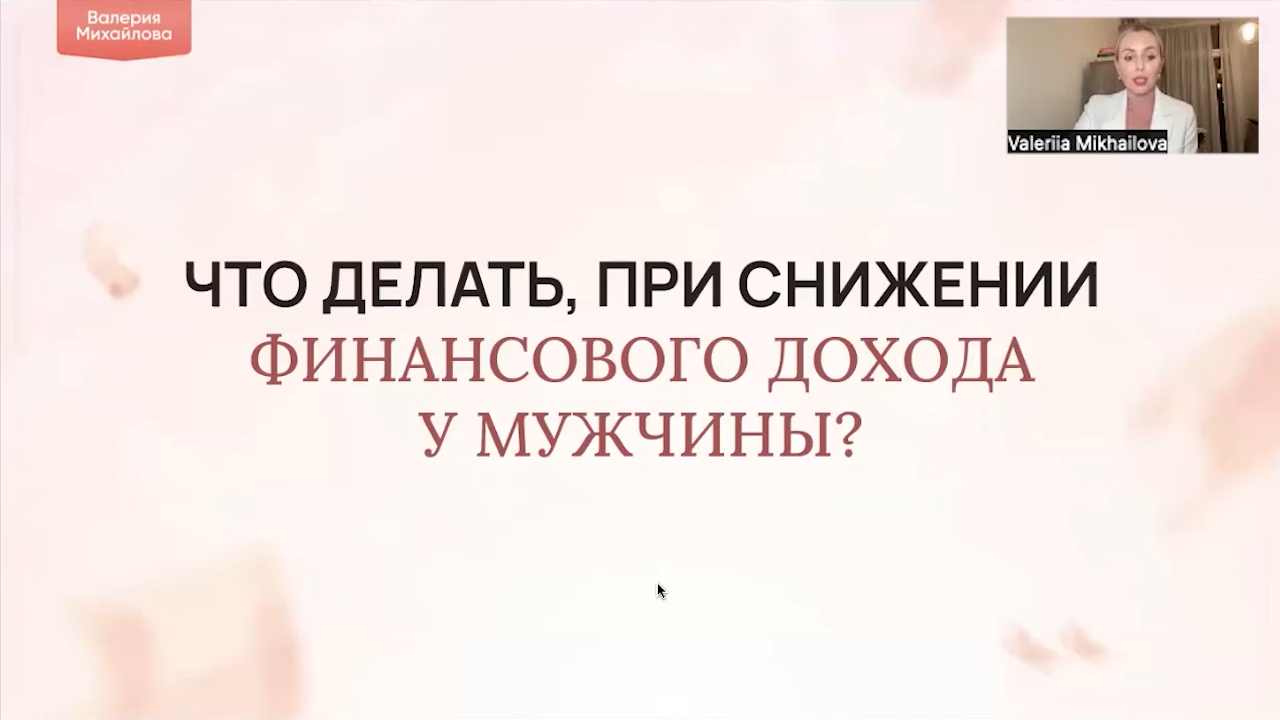 Валерия
Михайлова
Valeriia Mikhailova
ЧТО ДЕЛАТЬ, ПРИ СНИЖЕНИИ
ФИНАНСОВОГО ДОХОДА
У МУЖЧИНЫ?